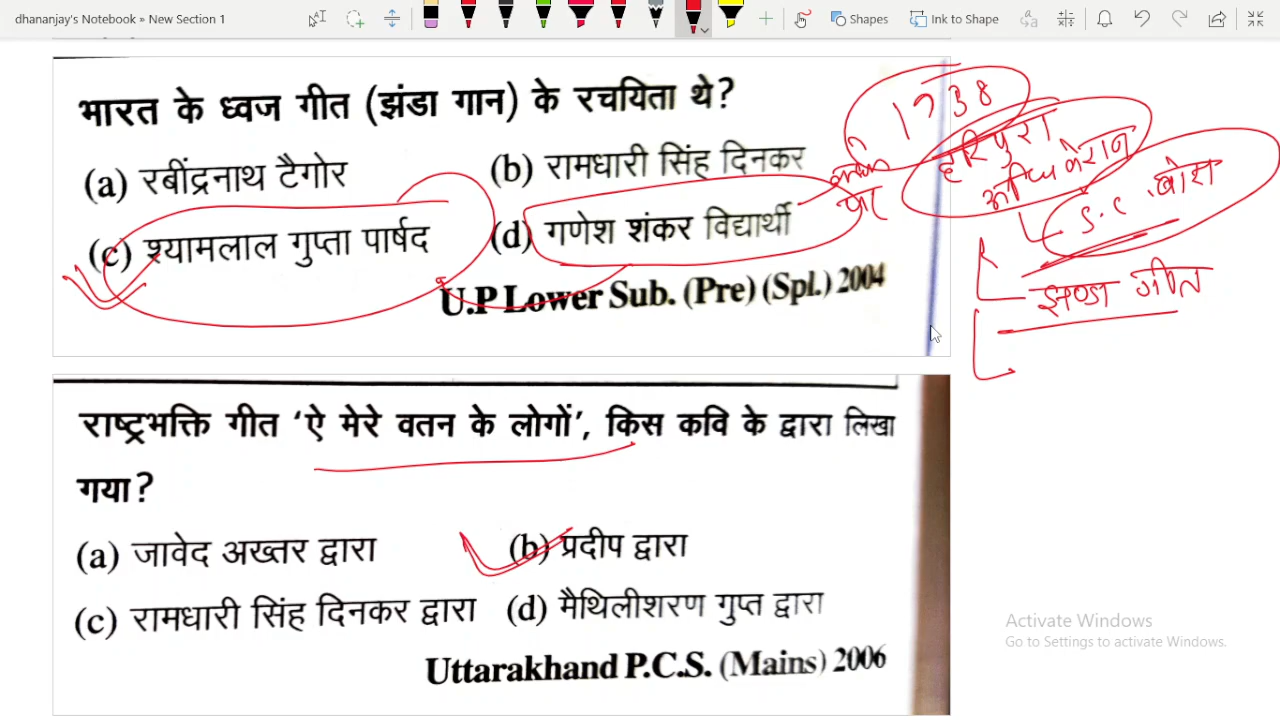 dhananjay's Notebook » New Section 1
Shapes
Ink to Shape
भारत के ध्वज गीत (झंडा गान) के रचयिता थे?
(a) रबींद्रनाथ टैगोर (b) रामधारी सिंह दिनकर
(c) श्यामलाल गुप्ता पार्षद (d) गणेश शंकर विद्यार्थी
U.P Lower Sub. (Pre) (Spl.) 2004
1938
हरिपुरा
अधिवेशन
S.C. बोस
झण्डा गीत
राष्ट्रभक्ति गीत ‘ऐ मेरे वतन के लोगों’, किस कवि के द्वारा लिखा
गया?
(a) जावेद अख्तर द्वारा (b) प्रदीप द्वारा
(c) रामधारी सिंह दिनकर द्वारा (d) मैथिलीशरण गुप्त द्वारा
Uttarakhand P.C.S. (Mains) 2006
Activate Windows
Go to Settings to activate Windows.